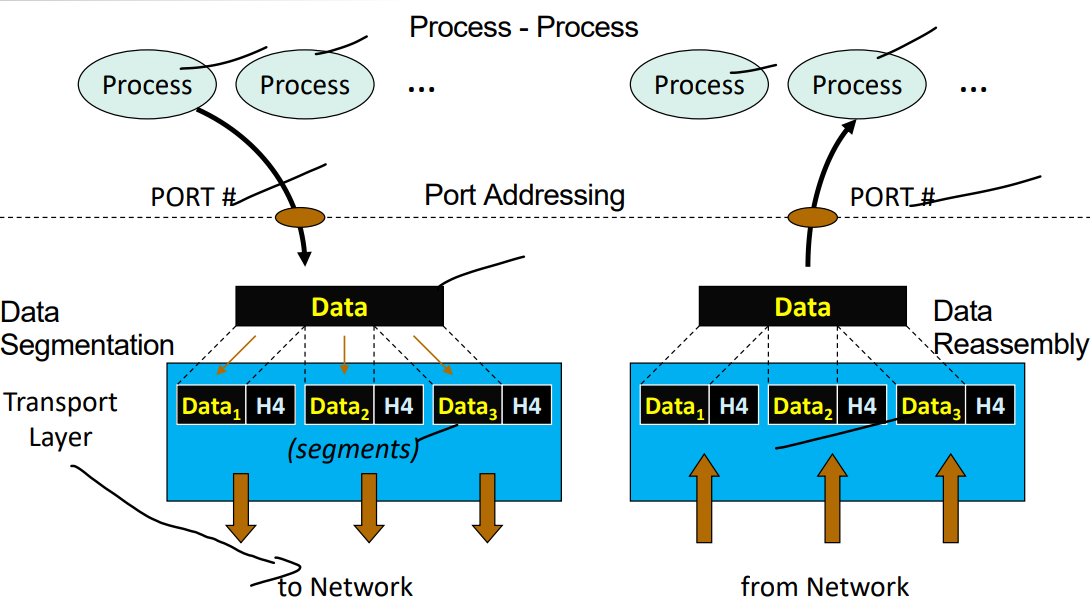 Process - Process
Process Process ... Process Process ...
PORT # Port Addressing PORT #
Data Data
Data
Segmentation
Data
Reassembly
Data1 H4 Data2 H4 Data3 H4 Data1 H4 Data2 H4 Data3 H4
Transport
Layer
(segments)
to Network from Network